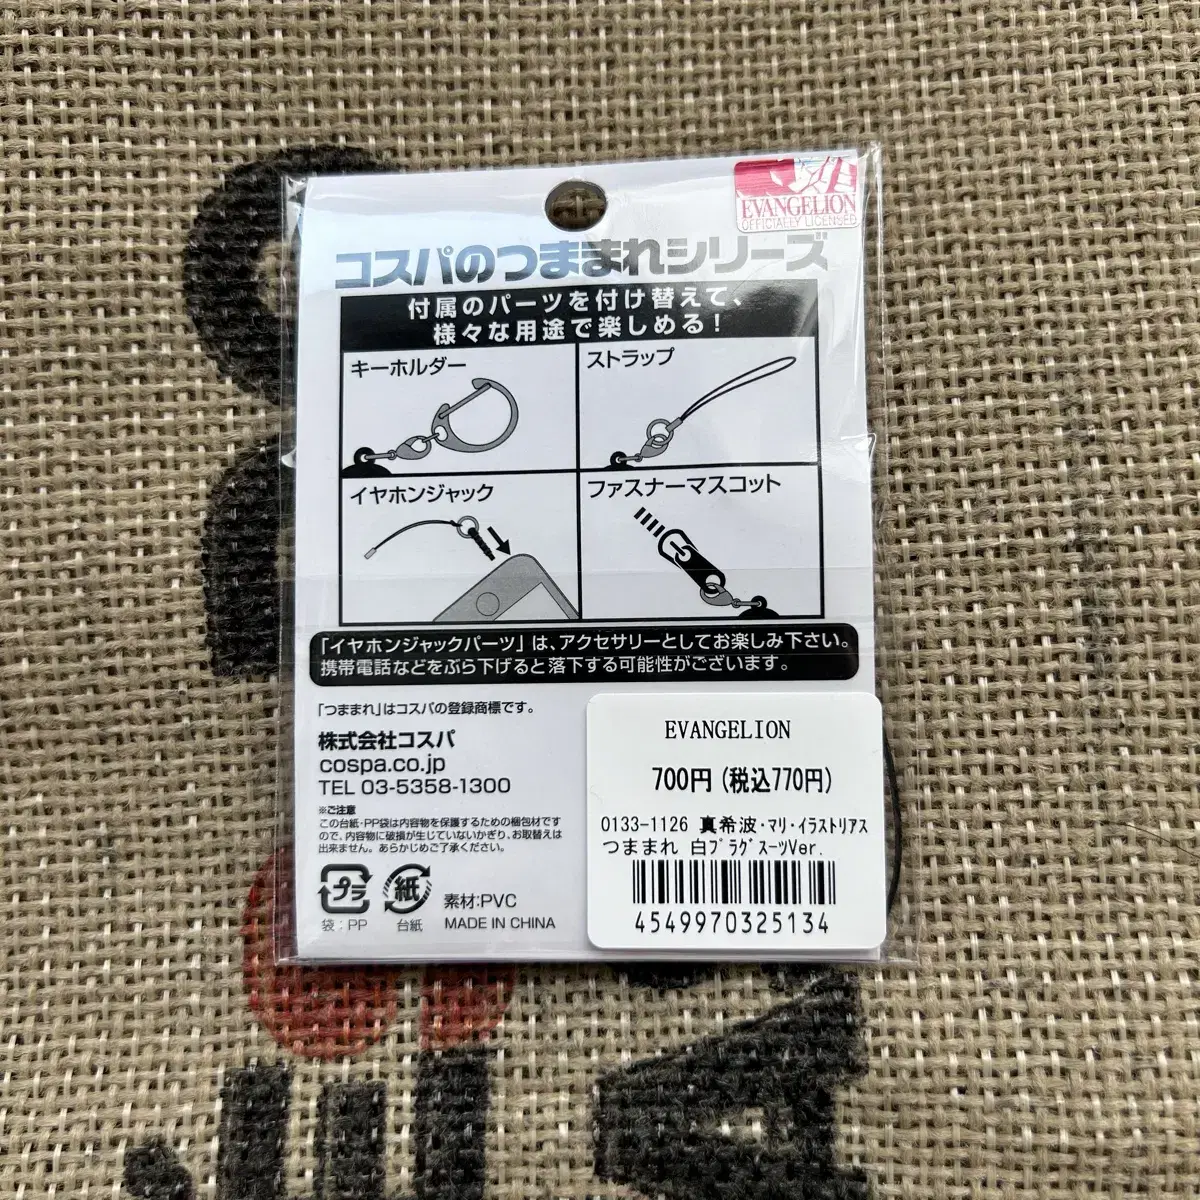 EVANGELION
OFFICIALLY LICENSED
コスパのつままれシリーズ
付属のパーツを付け替えて、
様々な用途で楽しめる!
キーホルダー
ストラップ
イヤホンジャック
ファスナーマスコット
「イヤホンジャックパーツ」は、アクセサリーとしてお楽しみ下さい。
携帯電話などをぶら下げると落下する可能性がございます。
「つままれ」はコスパの登録商標です。
株式会社コスパ
cospa.co.jp
TEL 03-5358-1300
※ご注意
この台紙・PP袋は内容物を保護するための梱包材ですの
で、内容物に破損が生じていないかぎり、お取替えは
出来ません。あらかじめご了承ください。
プラ
袋:PP
紙
台紙
素材:PVC
MADE IN CHINA
EVANGELION
700円(税込770円)
0133-1126 真希波・マリ・イラストリアス
つままれ 白プラグスーツVer.
4549970325134